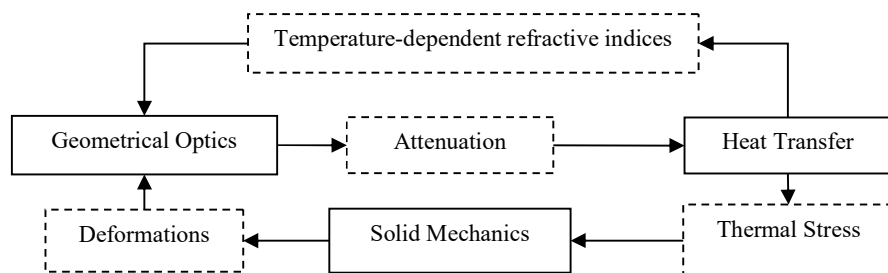 Temperature-dependent refractive indices
Geometrical Optics
Attenuation
Heat Transfer
Deformations
Solid Mechanics
Thermal Stress